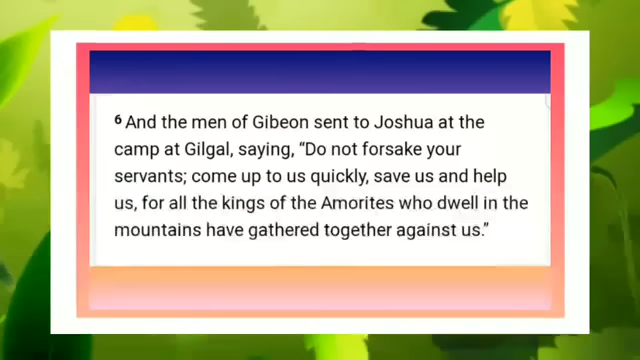 6 And the men of Gibeon sent to Joshua at the
camp at Gilgal, saying, “Do not forsake your
servants; come up to us quickly, save us and help
us, for all the kings of the Amorites who dwell in the
mountains have gathered together against us.”